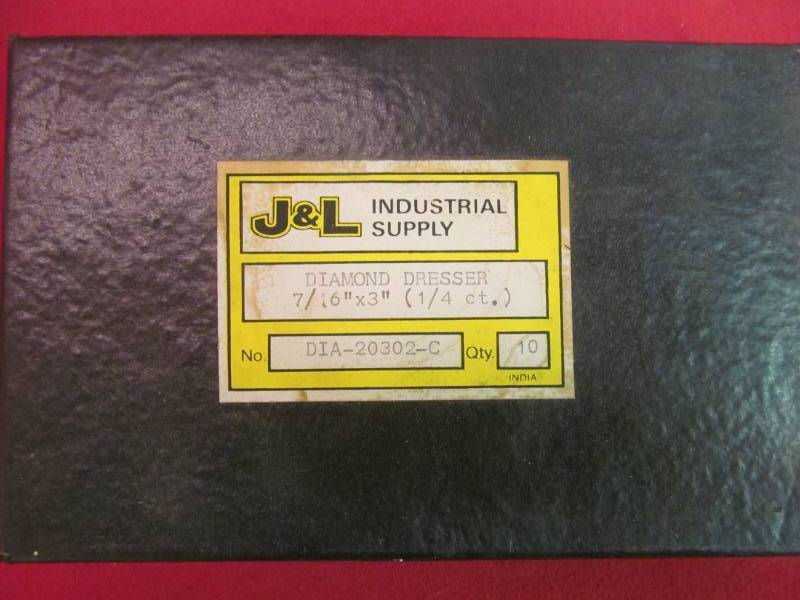 J&L INDUSTRIAL
SUPPLY
DIAMOND DRESSER
7/16"x3" (1/4 ct.)
No. DIA-20302-C Qty. 10
INDIA